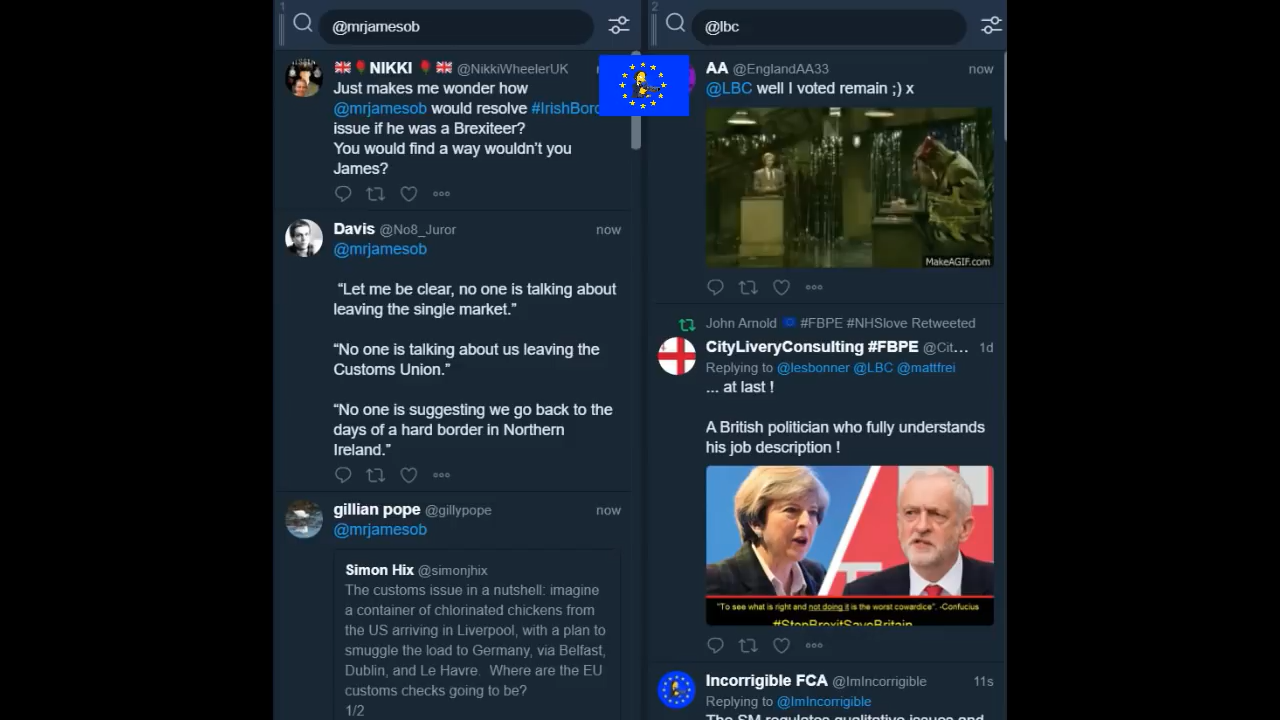 1
@mrjamesob
🇬🇧🌹NIKKI 🌹🇬🇧 @NikkiWheelerUK
Just makes me wonder how
@mrjamesob would resolve #IrishBord
issue if he was a Brexiteer?
You would find a way wouldn't you
James?
Davis @No8_Juror now
@mrjamesob
“Let me be clear, no one is talking about
leaving the single market.”
“No one is talking about us leaving the
Customs Union.”
“No one is suggesting we go back to the
days of a hard border in Northern
Ireland.”
gillian pope @gillypope now
@mrjamesob
Simon Hix @simonjhix
The customs issue in a nutshell: imagine
a container of chlorinated chickens from
the US arriving in Liverpool, with a plan to
smuggle the load to Germany, via Belfast,
Dublin, and Le Havre. Where are the EU
customs checks going to be?
1/2
2
@lbc
AA @EnglandAA33 now
@LBC well I voted remain ;) x
MakeAGIF.com
John Arnold 🇪🇺 #FBPE #NHSlove Retweeted
CityLiveryConsulting #FBPE @Cit... 1d
Replying to @lesbonner @LBC @mattfrei
... at last !
A British politician who fully understands
his job description !
"To see what is right and not doing it is the worst cowardice". -Confucius
#StopBrexitSaveBritain
Incorrigible FCA @ImIncorrigible 11s
Replying to @ImIncorrigible
The SM regulates qualitative issues and